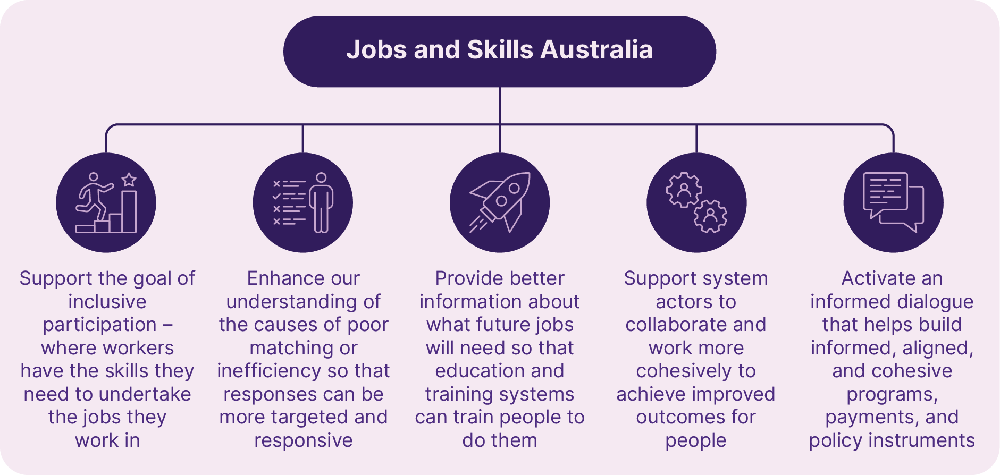 Jobs and Skills Australia
Support the goal of
inclusive
participation –
where workers
have the skills they
need to undertake
the jobs they
work in
Enhance our
understanding of
the causes of poor
matching or
inefficiency so that
responses can be
more targeted and
responsive
Provide better
information about
what future jobs
will need so that
education and
training systems
can train people to
do them
Support system
actors to
collaborate and
work more
cohesively to
achieve improved
outcomes for
people
Activate an
informed dialogue
that helps build
informed, aligned,
and cohesive
programs,
payments, and
policy instruments